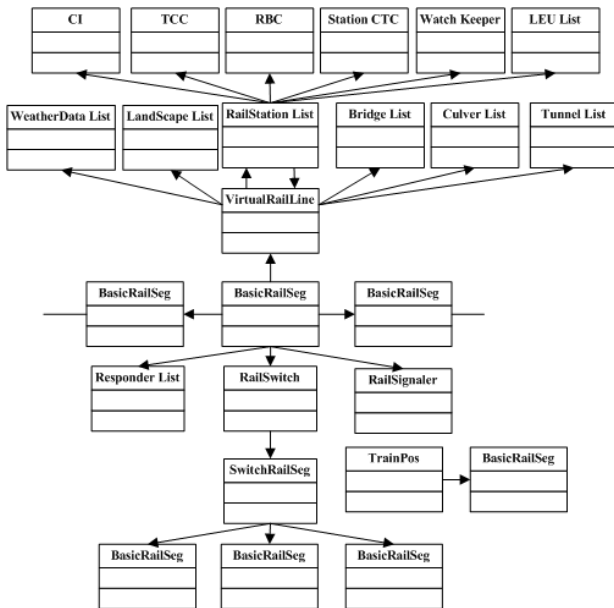 CI
TCC
RBC
Station CTC
Watch Keeper
LEU List
WeatherData List
LandScape List
RailStation List
Bridge List
Culver List
Tunnel List
VirtualRailLine
BasicRailSeg
BasicRailSeg
BasicRailSeg
Responder List
RailSwitch
RailSignaler
SwitchRailSeg
TrainPos
BasicRailSeg
BasicRailSeg
BasicRailSeg
BasicRailSeg